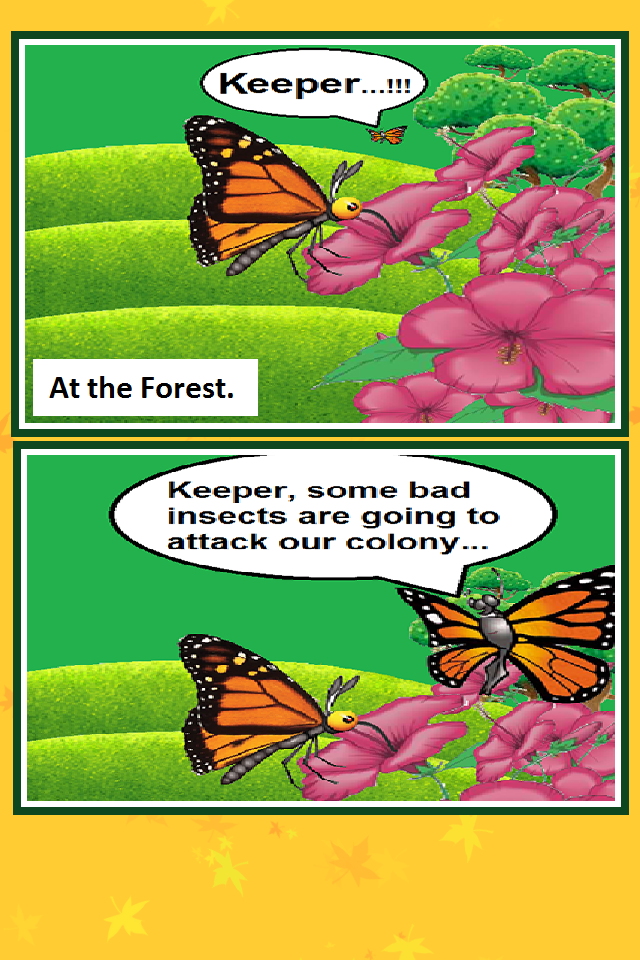 Keeper...!!!
At the Forest.
Keeper, some bad
insects are going to
attack our colony...